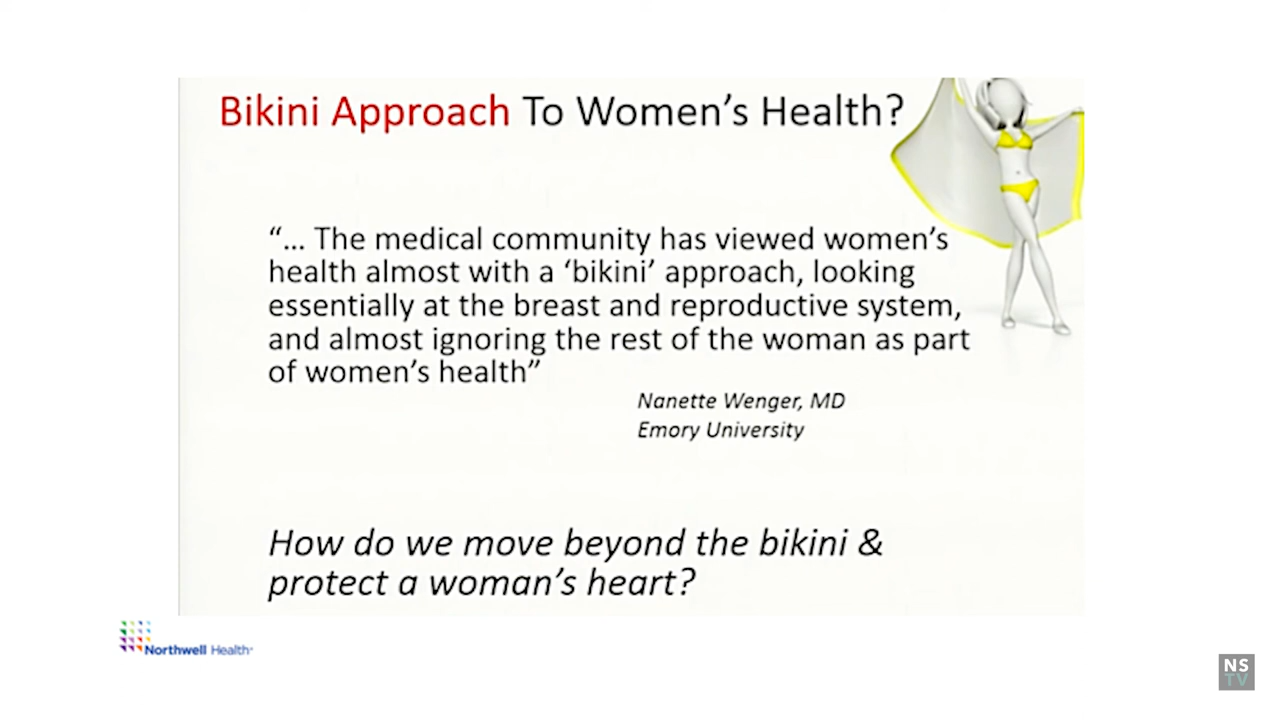 Bikini Approach To Women's Health?
“... The medical community has viewed women's
health almost with a ‘bikini’ approach, looking
essentially at the breast and reproductive system,
and almost ignoring the rest of the woman as part
of women's health”
Nanette Wenger, MD
Emory University
How do we move beyond the bikini &
protect a woman's heart?
Northwell Health
NS
TV